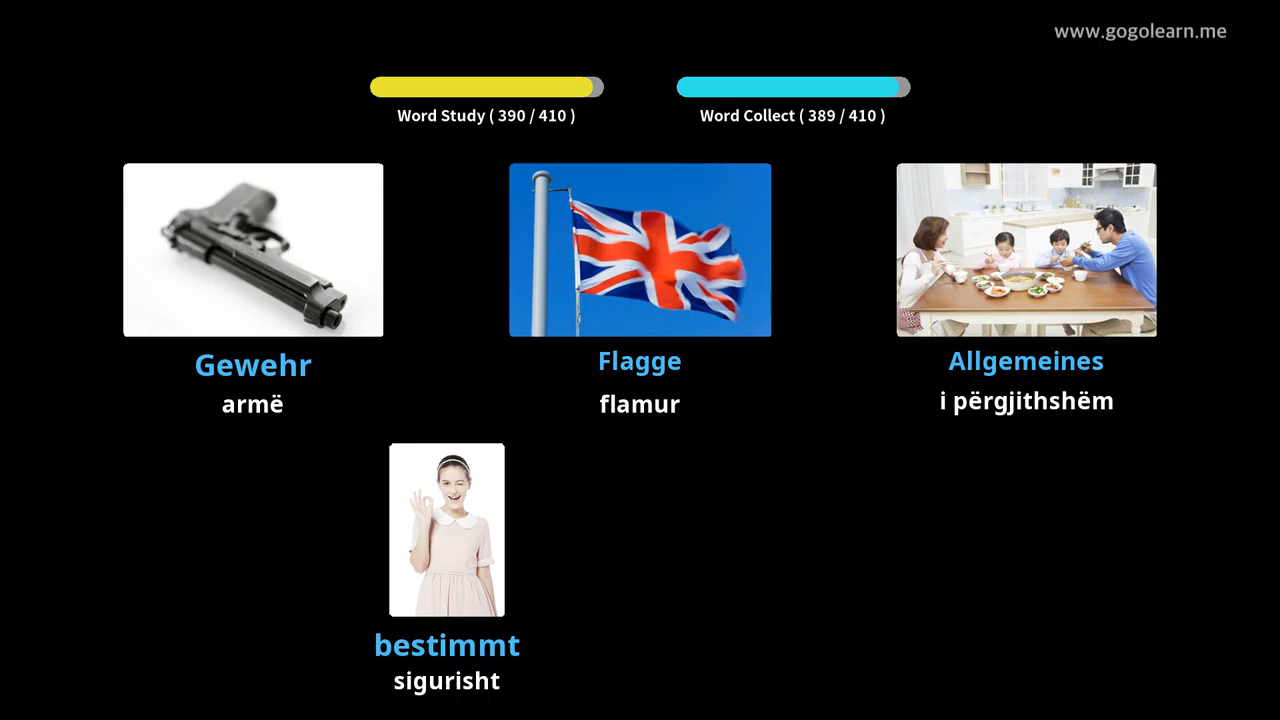 www.gogolearn.me
Word Study ( 390 / 410 )
Word Collect ( 389 / 410 )
Gewehr
armë
Flagge
flamur
Allgemeines
i përgjithshëm
bestimmt
sigurisht